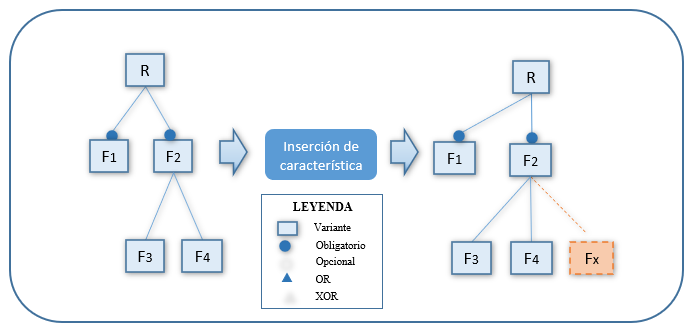 R
F1
F2
F3
F4
Inserción de
característica
LEYENDA
Variante
Obligatorio
Opcional
OR
XOR
R
F1
F2
F3
F4
Fx